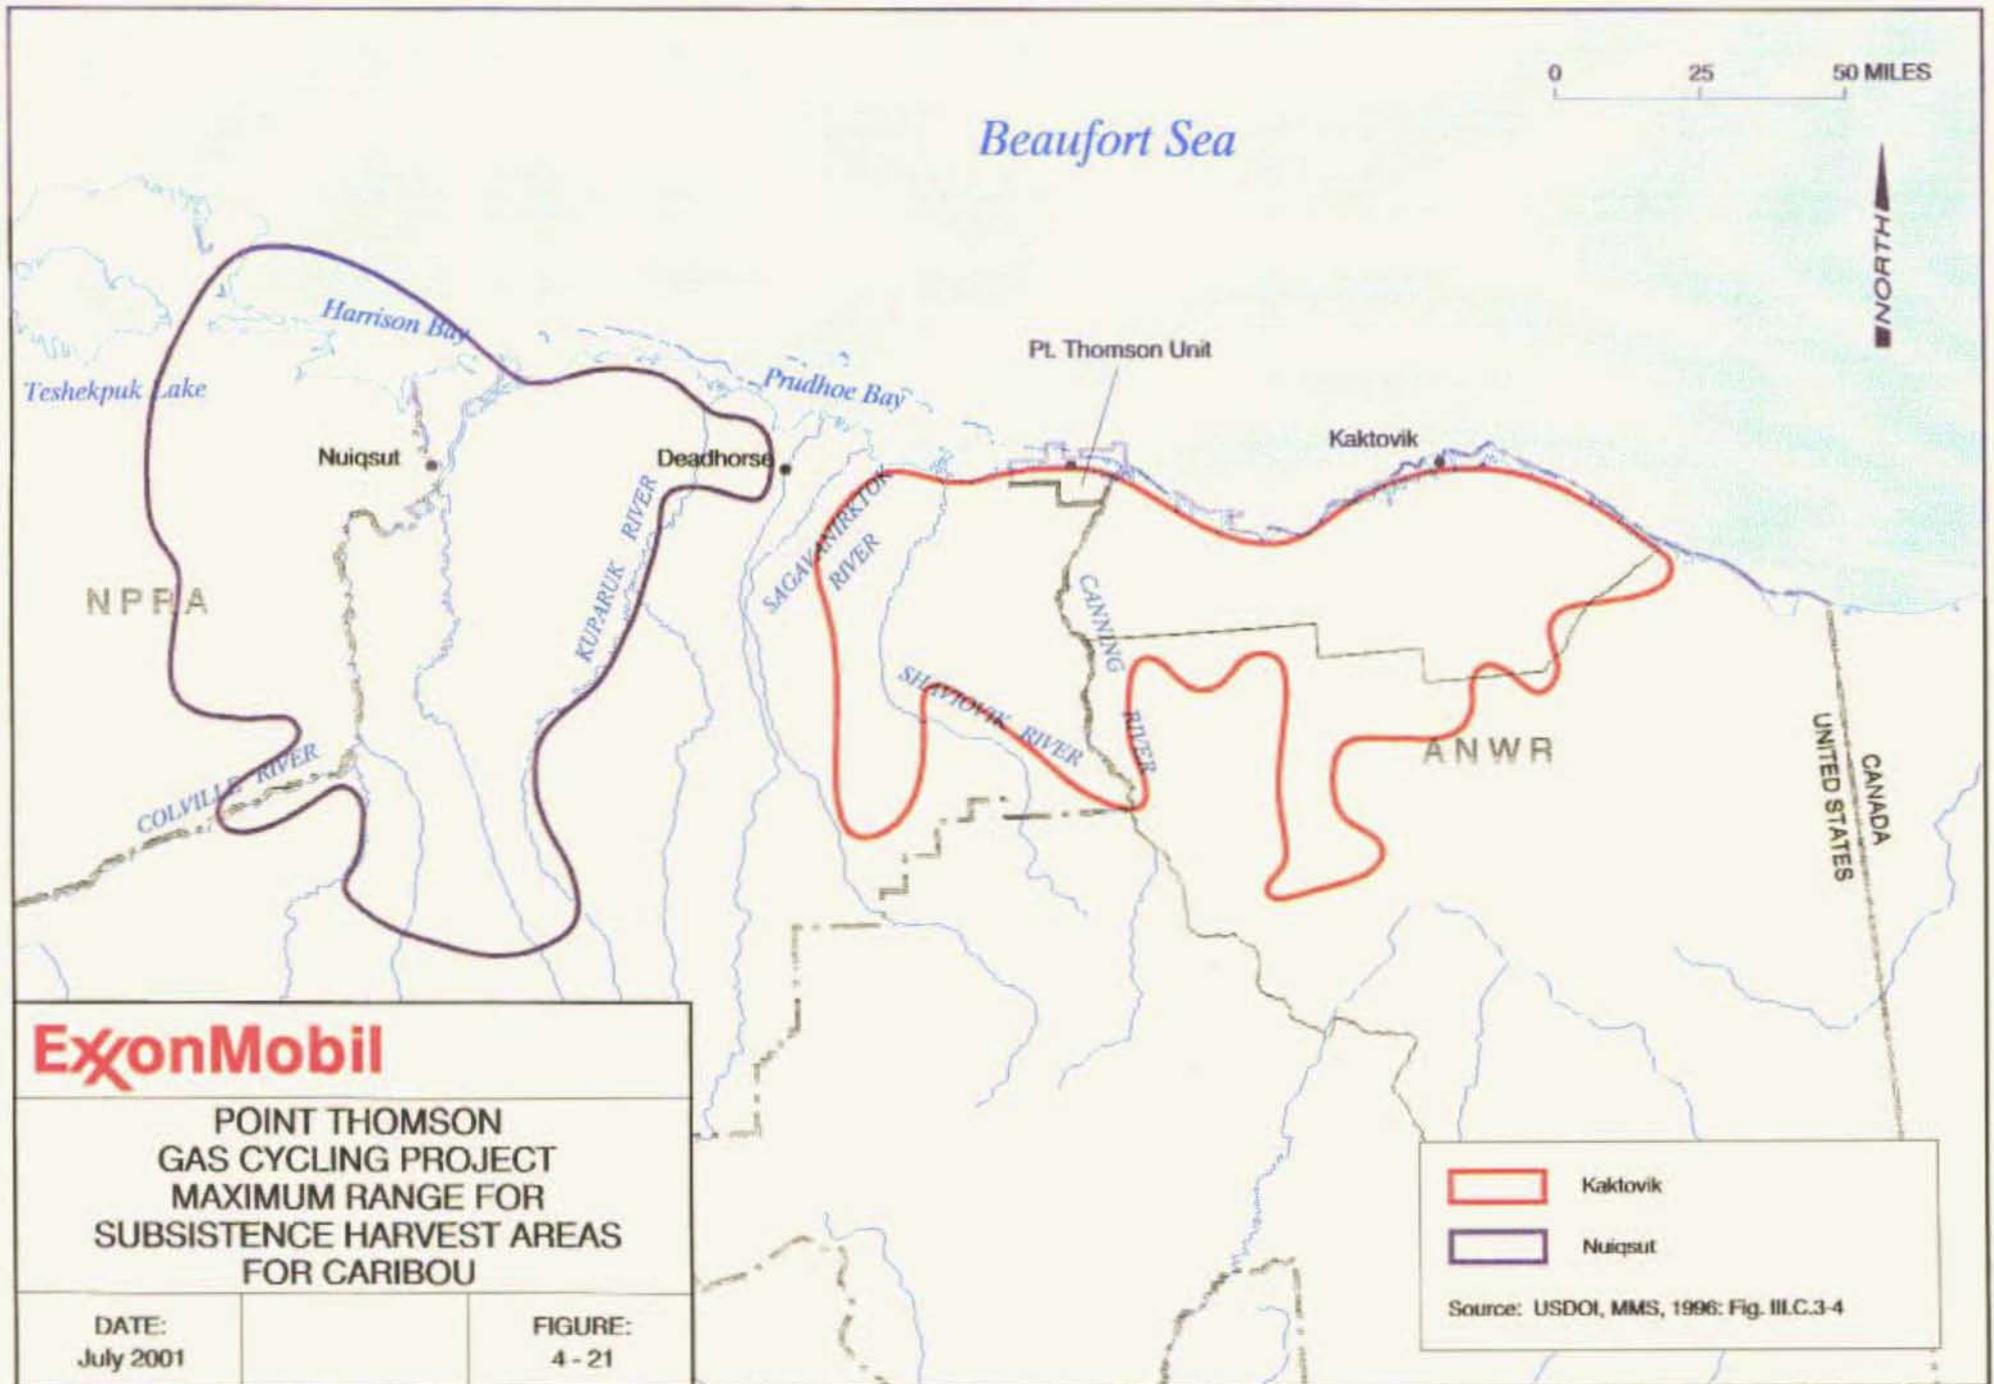 0 25 50 MILES
Beaufort Sea
NORTH
Harrison Bay
Pt. Thomson Unit
Teshekpuk Lake
Prudhoe Bay
Kaktovik
Nuiqsut
Deadhorse
NPRA
KUPARUK RIVER
SAGAVANIRKTOK
RIVER
CANNING
RIVER
SHAVIOVIK RIVER
ANWR
COLVILLE RIVER
UNITED STATES
CANADA
ExxonMobil
POINT THOMSON
GAS CYCLING PROJECT
MAXIMUM RANGE FOR
SUBSISTENCE HARVEST AREAS
FOR CARIBOU
DATE:
July 2001
FIGURE:
4 - 21
Kaktovik
Nuiqsut
Source: USDOI, MMS, 1996: Fig. III.C.3-4